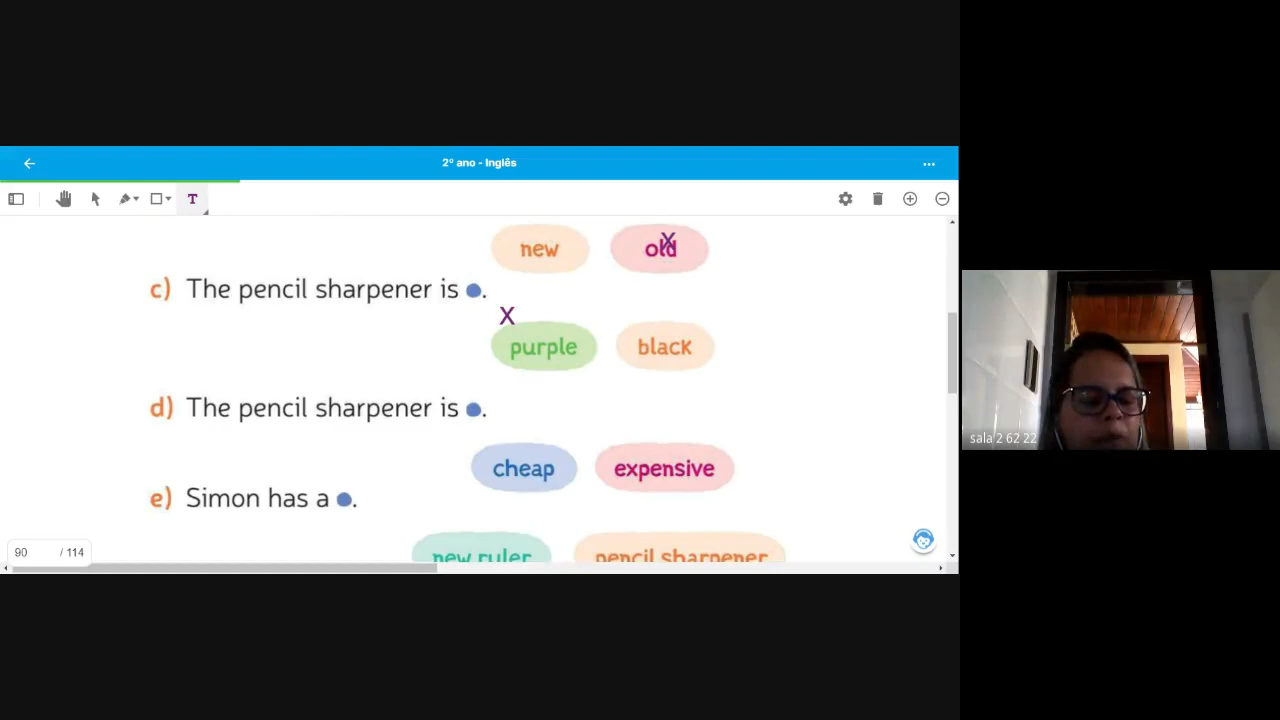 2º ano - Inglês
T
new old
X
c) The pencil sharpener is .
X
purple black
d) The pencil sharpener is .
cheap expensive
e) Simon has a .
new ruler pencil sharpener
90 / 114
sala 2 62 22